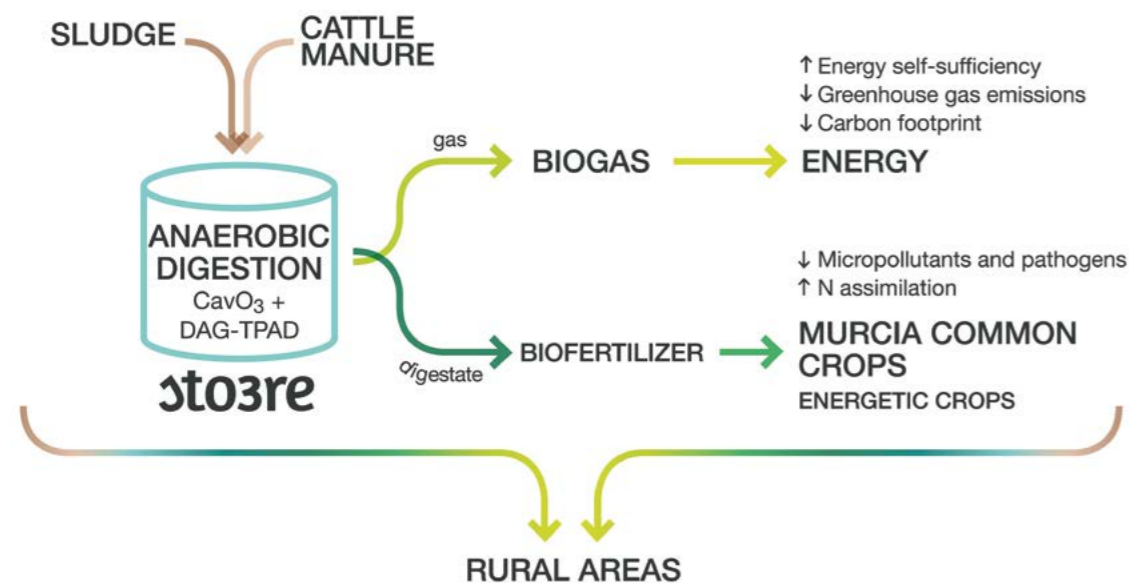 SLUDGE
CATTLE
MANURE
ANAEROBIC
DIGESTION
CavO₃ +
DAG-TPAD
sto3re
gas
BIOGAS
↑ Energy self-sufficiency
↓ Greenhouse gas emissions
↓ Carbon footprint
ENERGY
digestate
BIOFERTILIZER
↓ Micropollutants and pathogens
↑ N assimilation
MURCIA COMMON
CROPS
ENERGETIC CROPS
RURAL AREAS